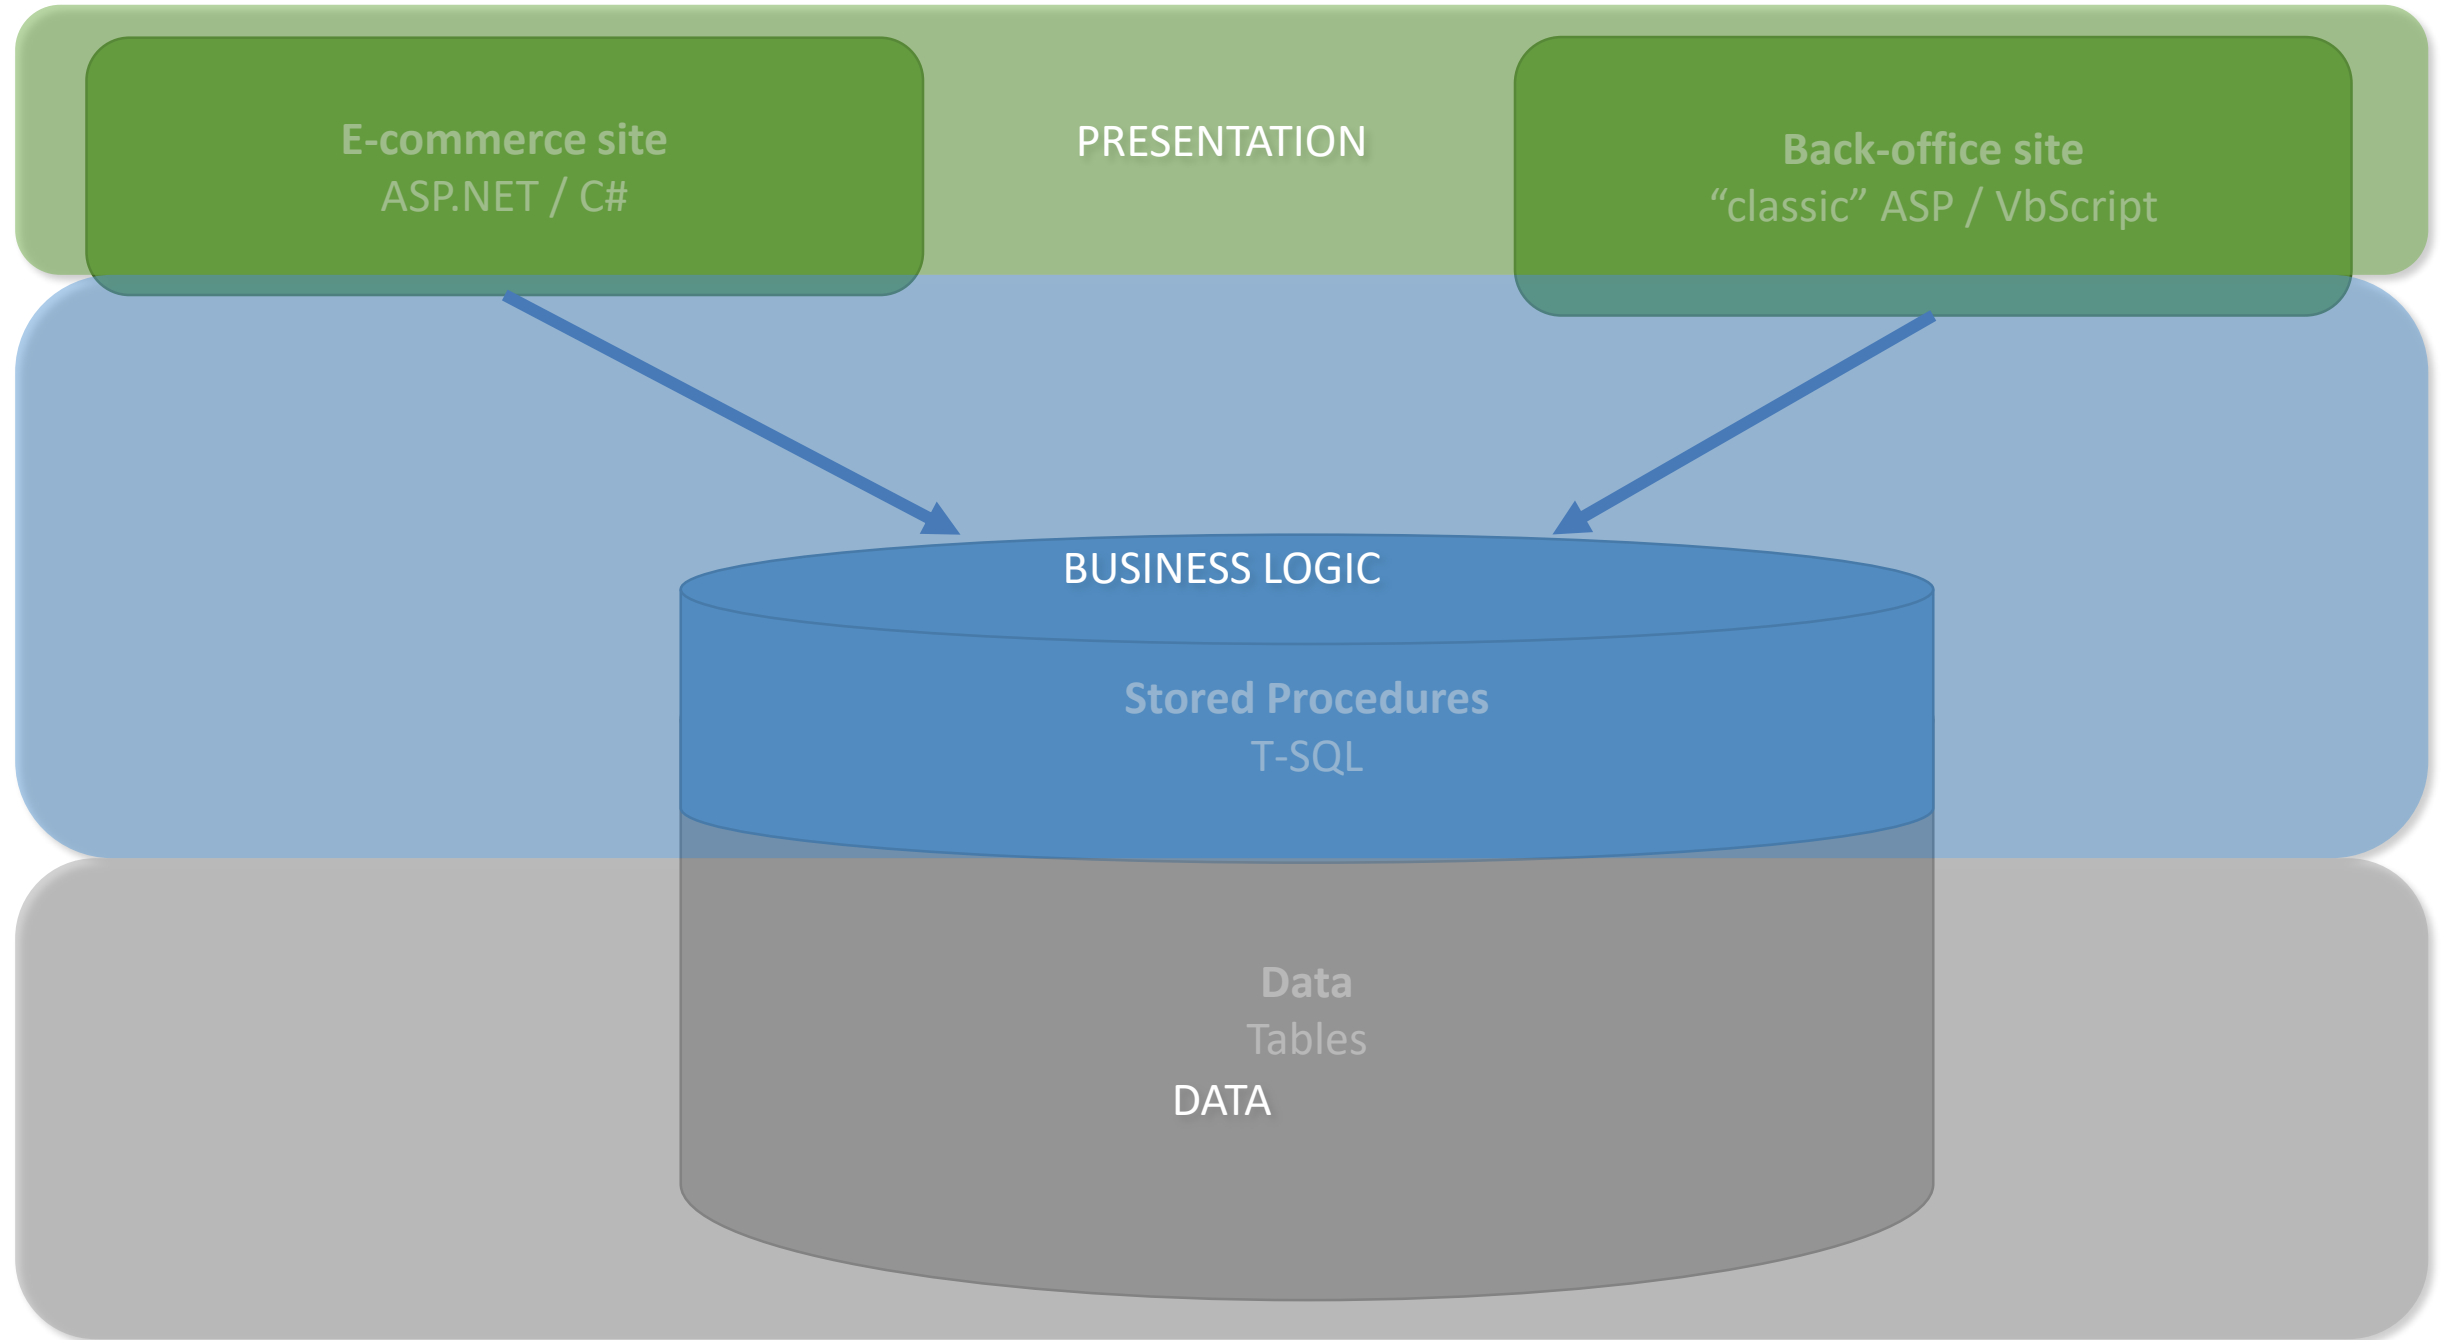 E-commerce site
ASP.NET / C#
PRESENTATION
Back-office site
“classic” ASP / VbScript
BUSINESS LOGIC
Stored Procedures
T-SQL
Data
Tables
DATA